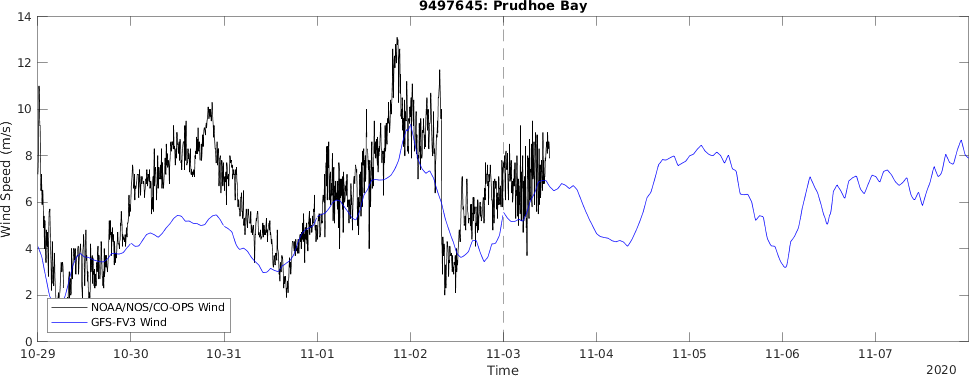 9497645: Prudhoe Bay
14
12
10
8
6
4
2
0
Wind Speed (m/s)
NOAA/NOS/CO-OPS Wind
GFS-FV3 Wind
10-29 10-30 10-31 11-01 11-02 11-03 11-04 11-05 11-06 11-07
Time
2020